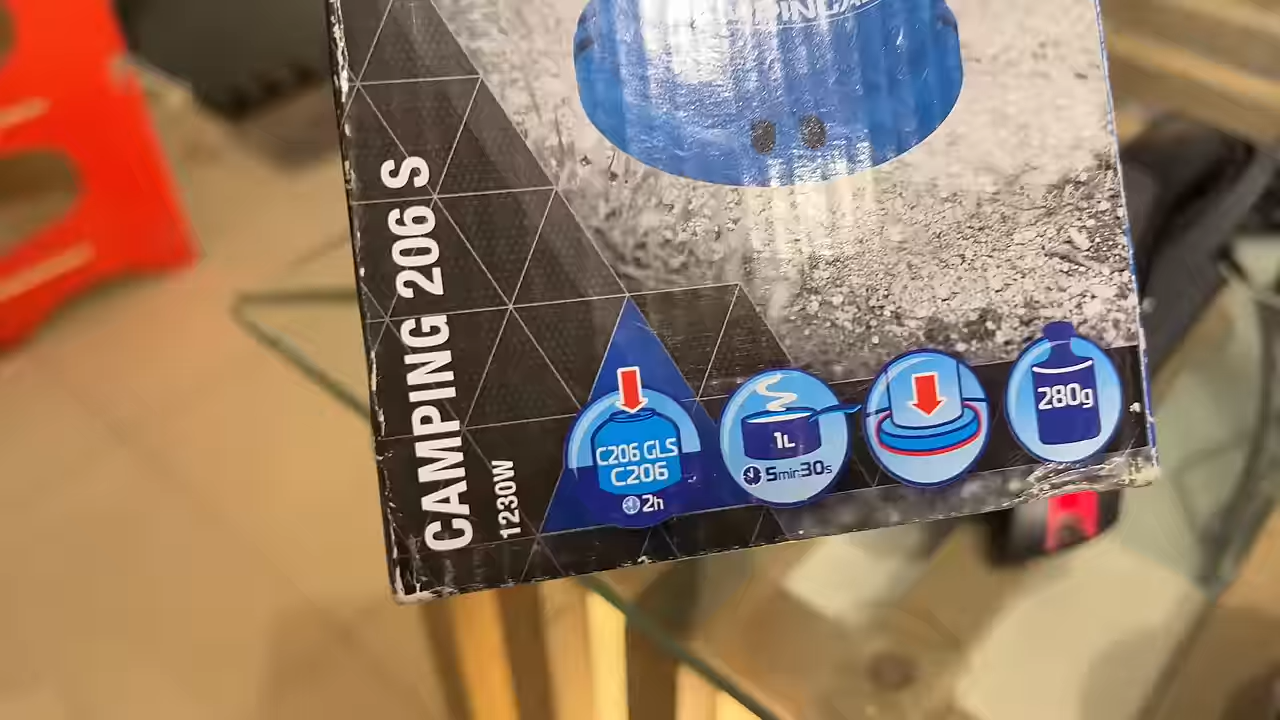 CAMPING 206 S
1230W
C206 GLS
C206
2h
1L
5min30s
280g